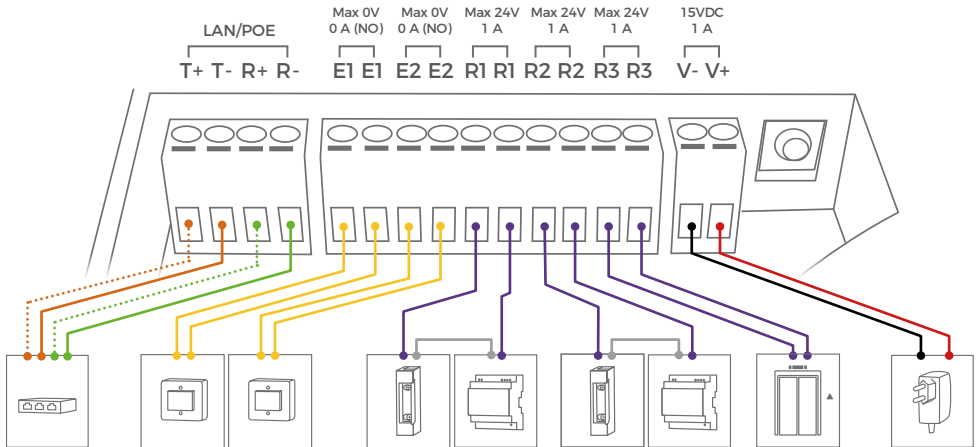 LAN/POE
T+ T- R+ R-
Max 0V
0 A (NO)
E1 E1
Max 0V
0 A (NO)
E2 E2
Max 24V
1 A
R1 R1
Max 24V
1 A
R2 R2
Max 24V
1 A
R3 R3
15VDC
1 A
V- V+